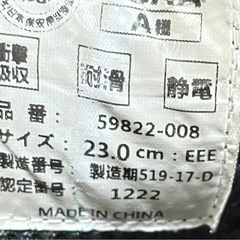 A種
衝撃吸収
耐滑
静電
品 番: 59822-008
サイズ: 23.0 cm: EEE
製造番号 製造期519-17-D
認定番号 1222
MADE IN CHINA